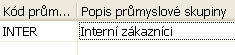 Kód prům... Popis průmyslové skupiny
INTER Interní zákazníci